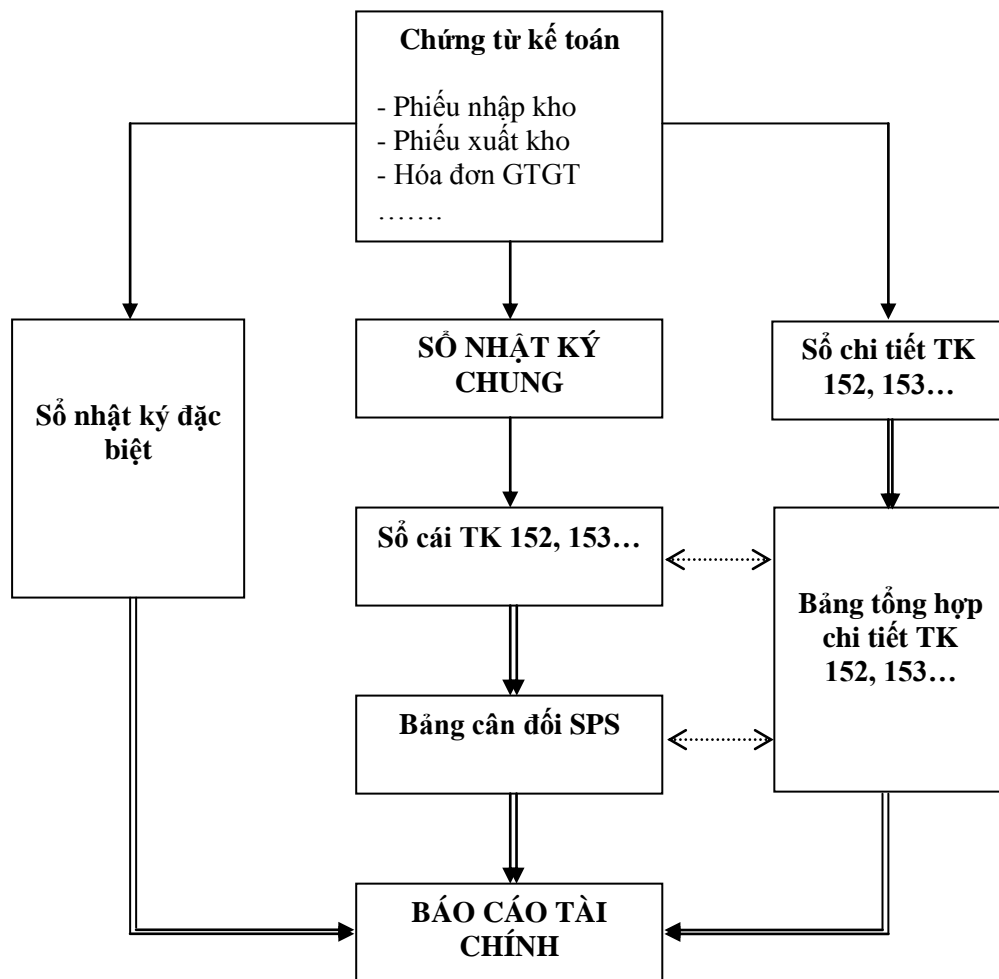 Chứng từ kế toán
- Phiếu nhập kho
- Phiếu xuất kho
- Hóa đơn GTGT
…….
SỔ NHẬT KÝ
CHUNG
Sổ chi tiết TK
152, 153…
Sổ nhật ký đặc
biệt
Sổ cái TK 152, 153…
Bảng tổng hợp
chi tiết TK
152, 153…
Bảng cân đối SPS
BÁO CÁO TÀI
CHÍNH